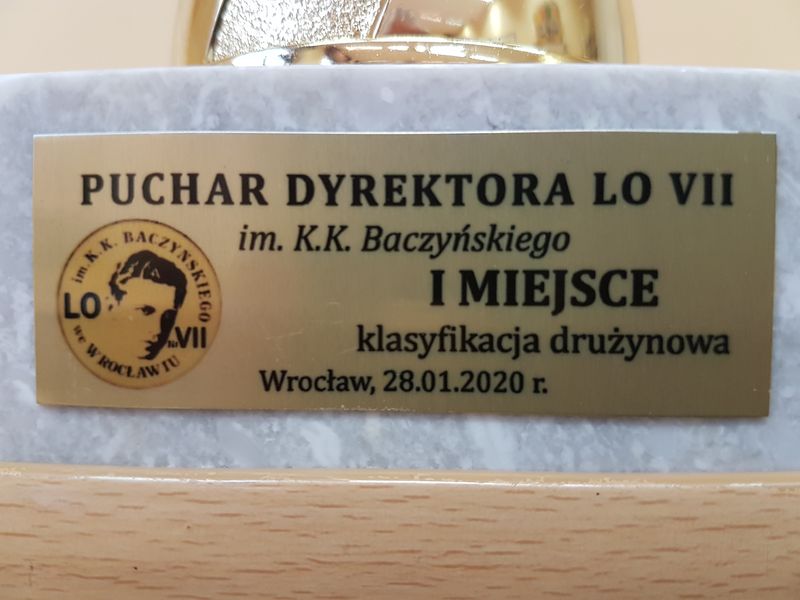 PUCHAR DYREKTORA LO VII
im. K.K. Baczyńskiego
I MIEJSCE
klasyfikacja drużynowa
Wrocław, 28.01.2020 r.
im. K. K. BACZYŃSKIEGO
LO
Nr VII
we WROCŁAWIU